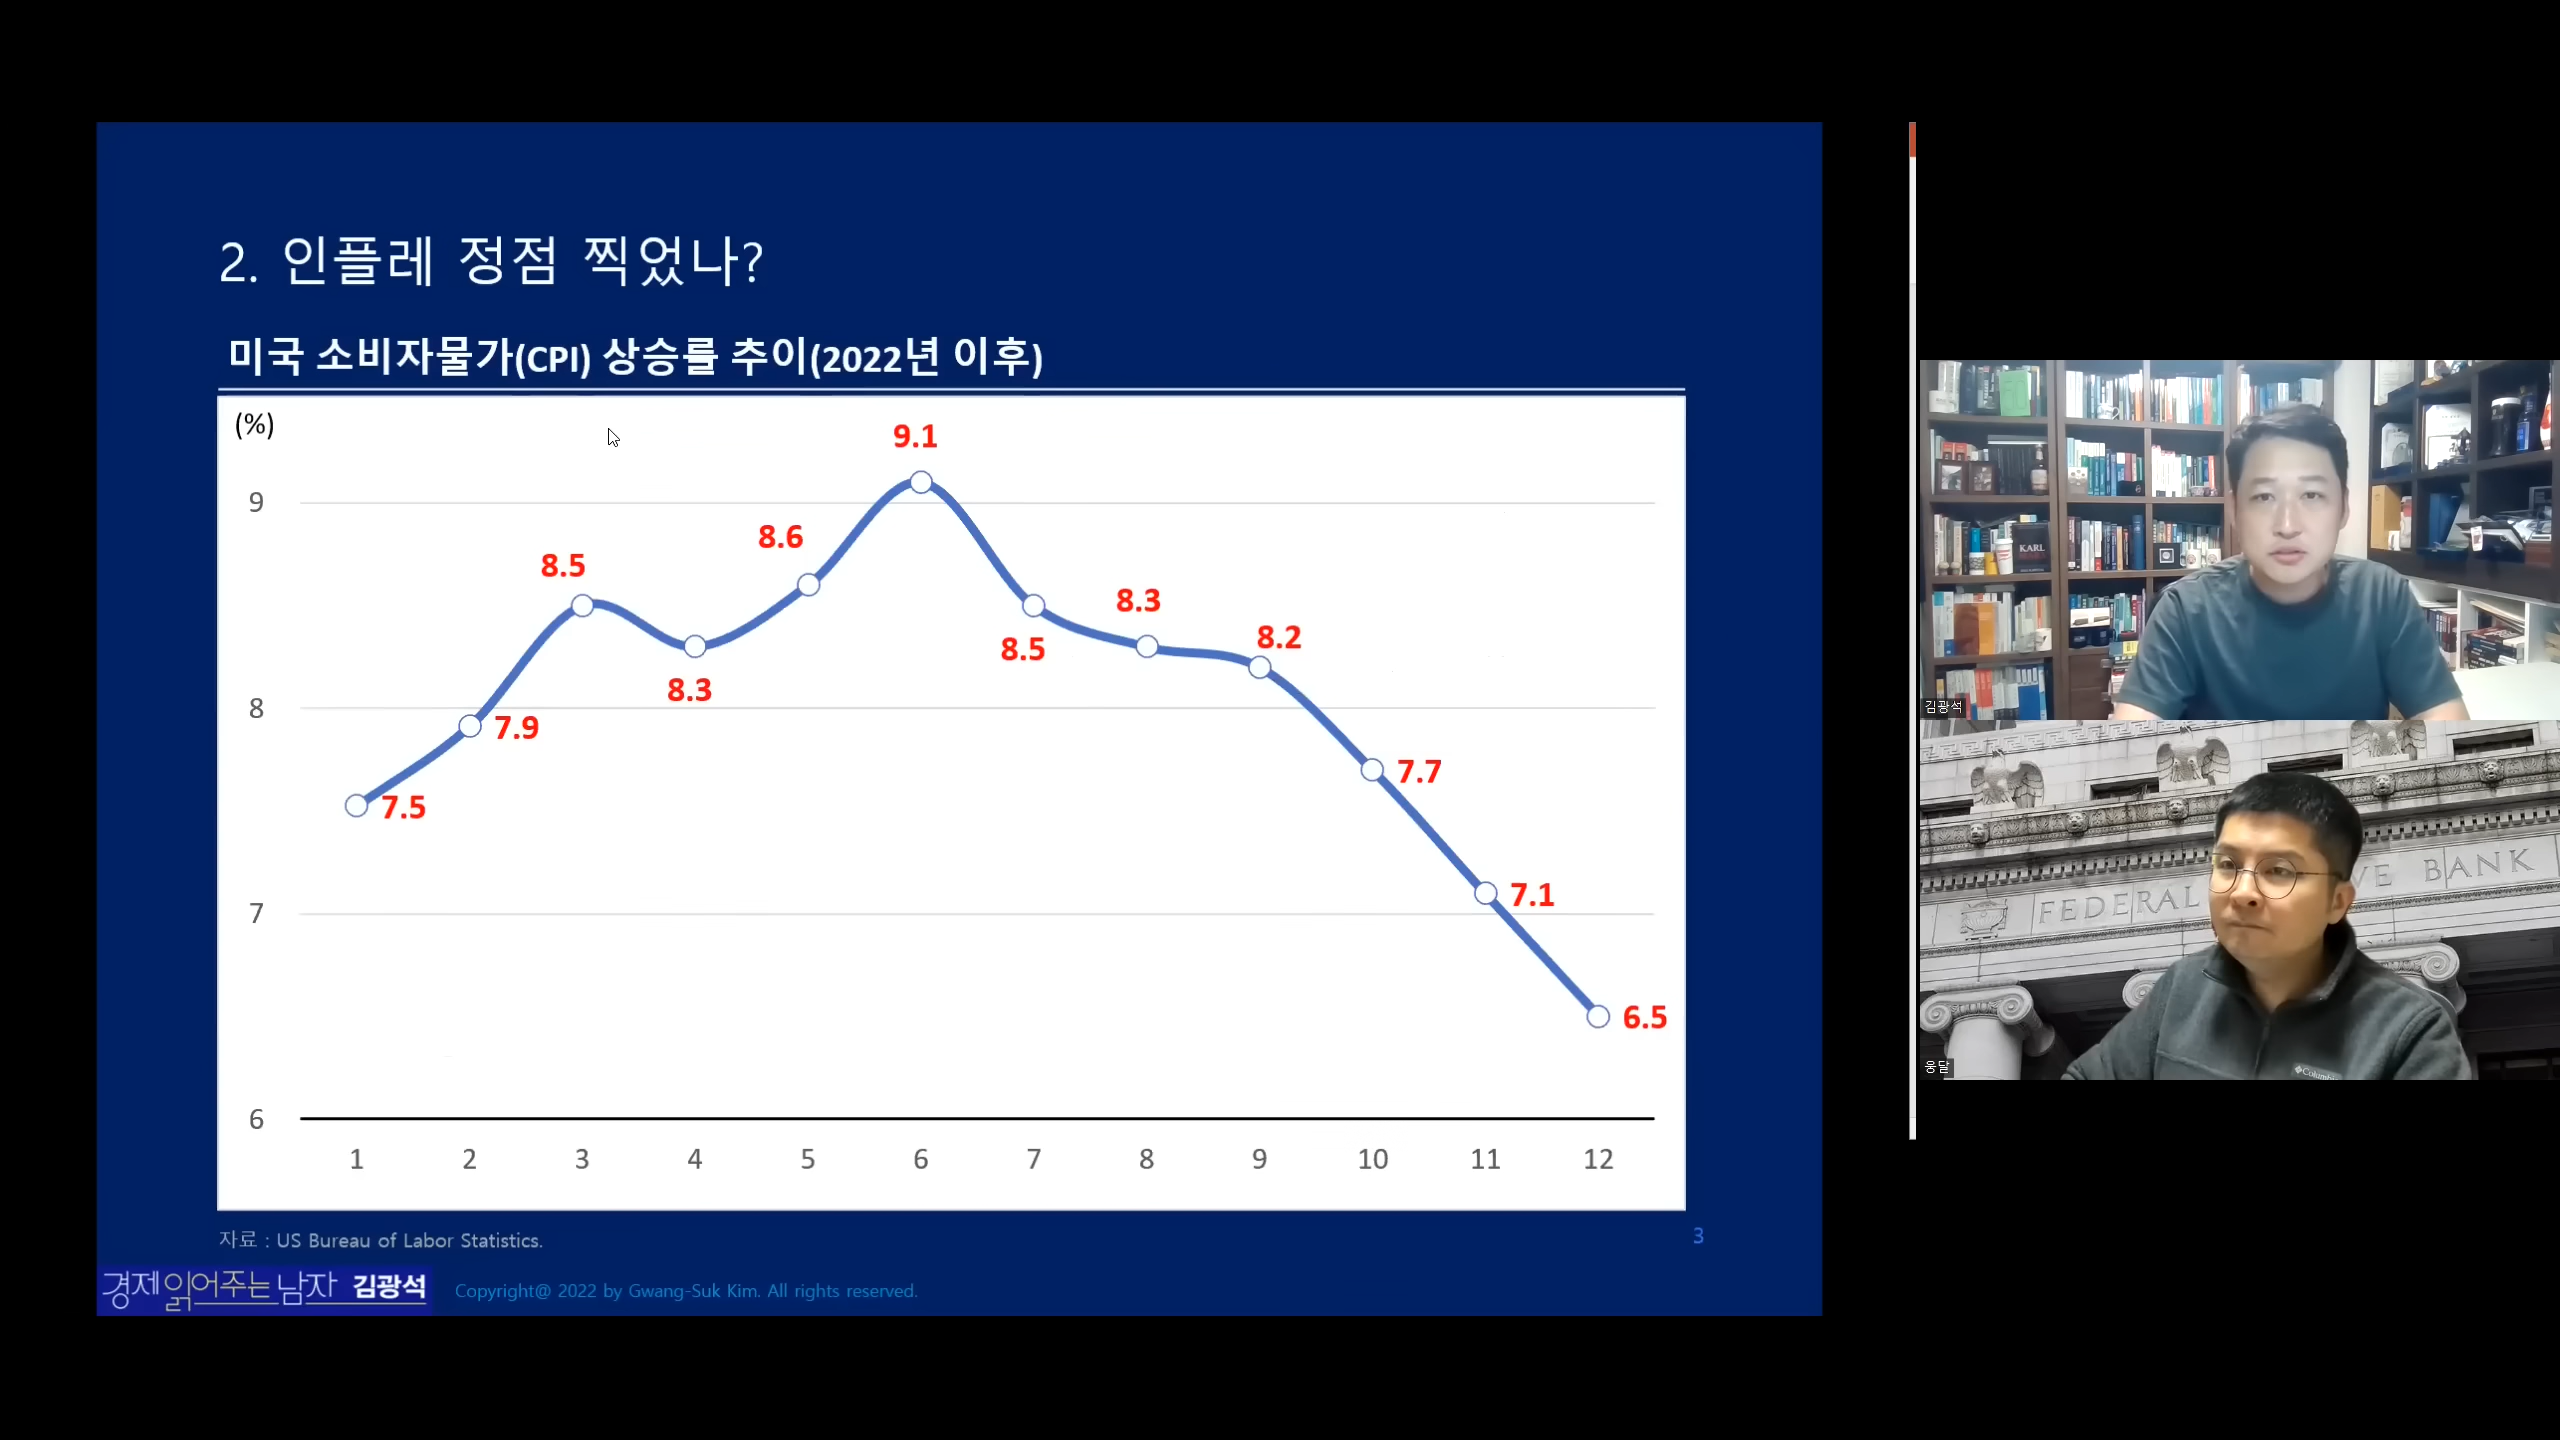 2. 인플레 정점 찍었나?
미국 소비자물가(CPI) 상승률 추이(2022년 이후)
(%)
9.1
9
8.6
8.5
8.3
8.5
8.2
8.3
8
7.9
7.7
7.5
7.1
7
6.5
6
1 2 3 4 5 6 7 8 9 10 11 12
자료 : US Bureau of Labor Statistics.
3
경제 읽어주는 남자 김광석
Copyright@ 2022 by Gwang-Suk Kim. All rights reserved.
KARL
김광석
FEDERAL VE BANK
Columbia
웅달